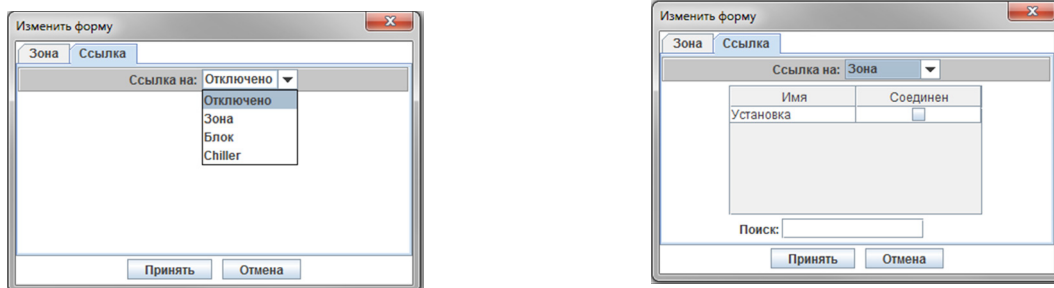 Изменить форму
Зона Ссылка
Ссылка на: Отключено
Отключено
Зона
Блок
Chiller
Принять Отмена
Изменить форму
Зона Ссылка
Ссылка на: Зона
Имя Соединен
Установка
Поиск:
Принять Отмена